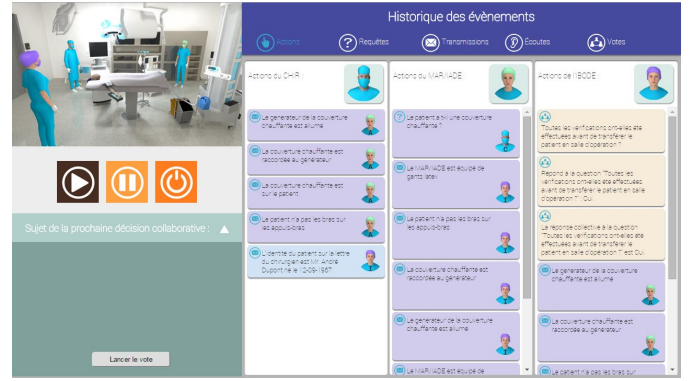 Historique des évènements
Actions
Requêtes
Transmissions
Écoutes
Votes
Sujet de la prochaine décision collaborative :
Lancer le vote
Actions du CHIR
Le generateur de la couverture
chauffante est allumé
La couverture chauffante est
raccordée au générateur
La couverture chauffante est
sur le patient
Le patient n'a pas les bras sur
les appuis-bras
L'identité du patient sur la lettre
du chirurgien est Mr. André
Dupont né le 12-08-1967
Actions du MAR/IADE
Le patient a t-il une couverture
chauffante ?
Le MAR/IADE est équipé de
gants latex
Le patient n'a pas les bras sur
les appuis-bras
La couverture chauffante est
raccordée au générateur
Le generateur de la couverture
chauffante est allumé
Le MAR/IADE est équipé de
Actions de l'IBODE
Toutes les vérifications ont-elles été
effectuées avant de transférer le
patient en salle d'opération ?
Répond à la question "Toutes les
vérifications ont-elles été effectuées
avant de transférer le patient en salle
d'opération ?" : Oui
La réponse collective à la question
"Toutes les vérifications ont-elles été
effectuées avant de transférer le
patient en salle d'opération ?" est Oui
Le generateur de la couverture
chauffante est allumé
La couverture chauffante est
raccordée au générateur
Le patient n'a pas les bras sur